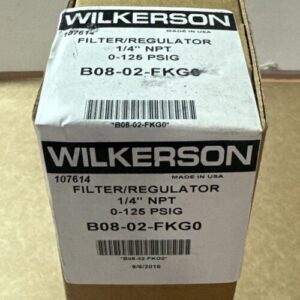 WILKERSON
107614
MADE IN USA
FILTER/REGULATOR
1/4" NPT
0-125 PSIG
B08-02-FKG0
*B08-02-FKG0*
WILKERSON
107614
MADE IN USA
FILTER/REGULATOR
1/4" NPT
0-125 PSIG
B08-02-FKG0
*B08-02-FKG0*
9/6/2016